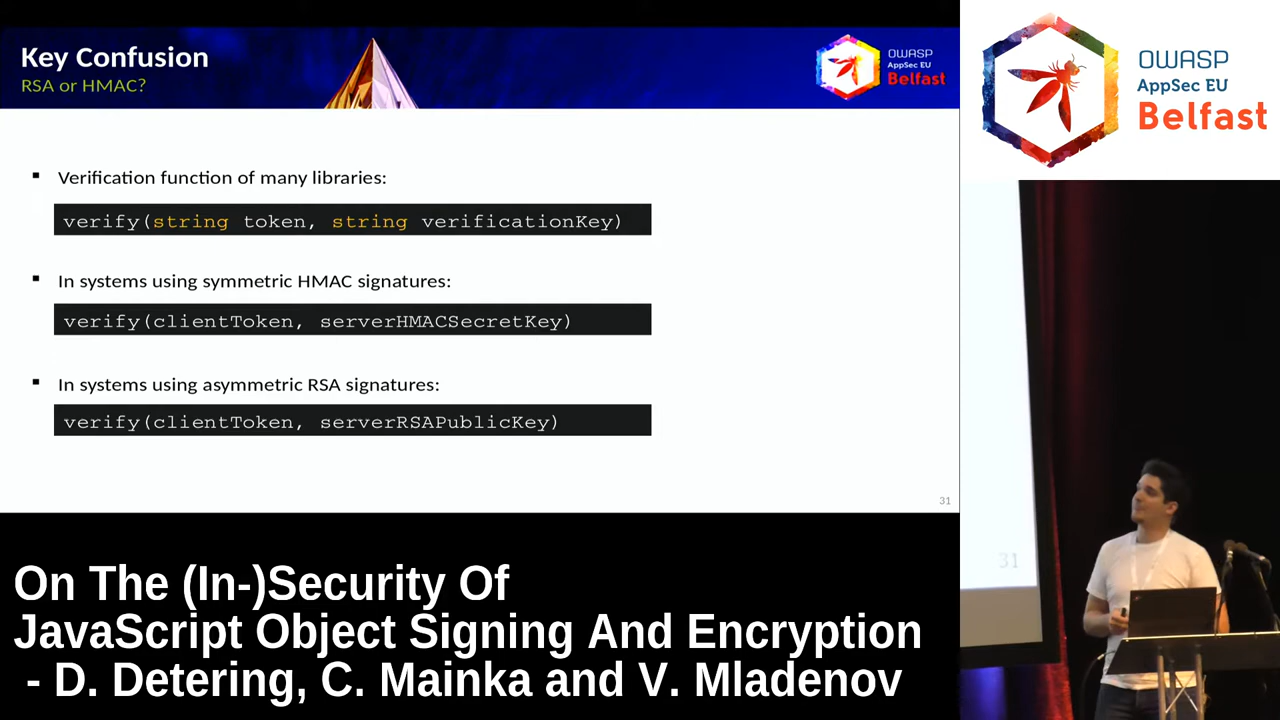 Key Confusion
RSA or HMAC?
OWASP
AppSec EU
Belfast
▪ Verification function of many libraries:
verify(string token, string verificationKey)
▪ In systems using symmetric HMAC signatures:
verify(clientToken, serverHMACSecretKey)
▪ In systems using asymmetric RSA signatures:
verify(clientToken, serverRSAPublicKey)
31
OWASP
AppSec EU
Belfast
31
On The (In-)Security Of
JavaScript Object Signing And Encryption
- D. Detering, C. Mainka and V. Mladenov